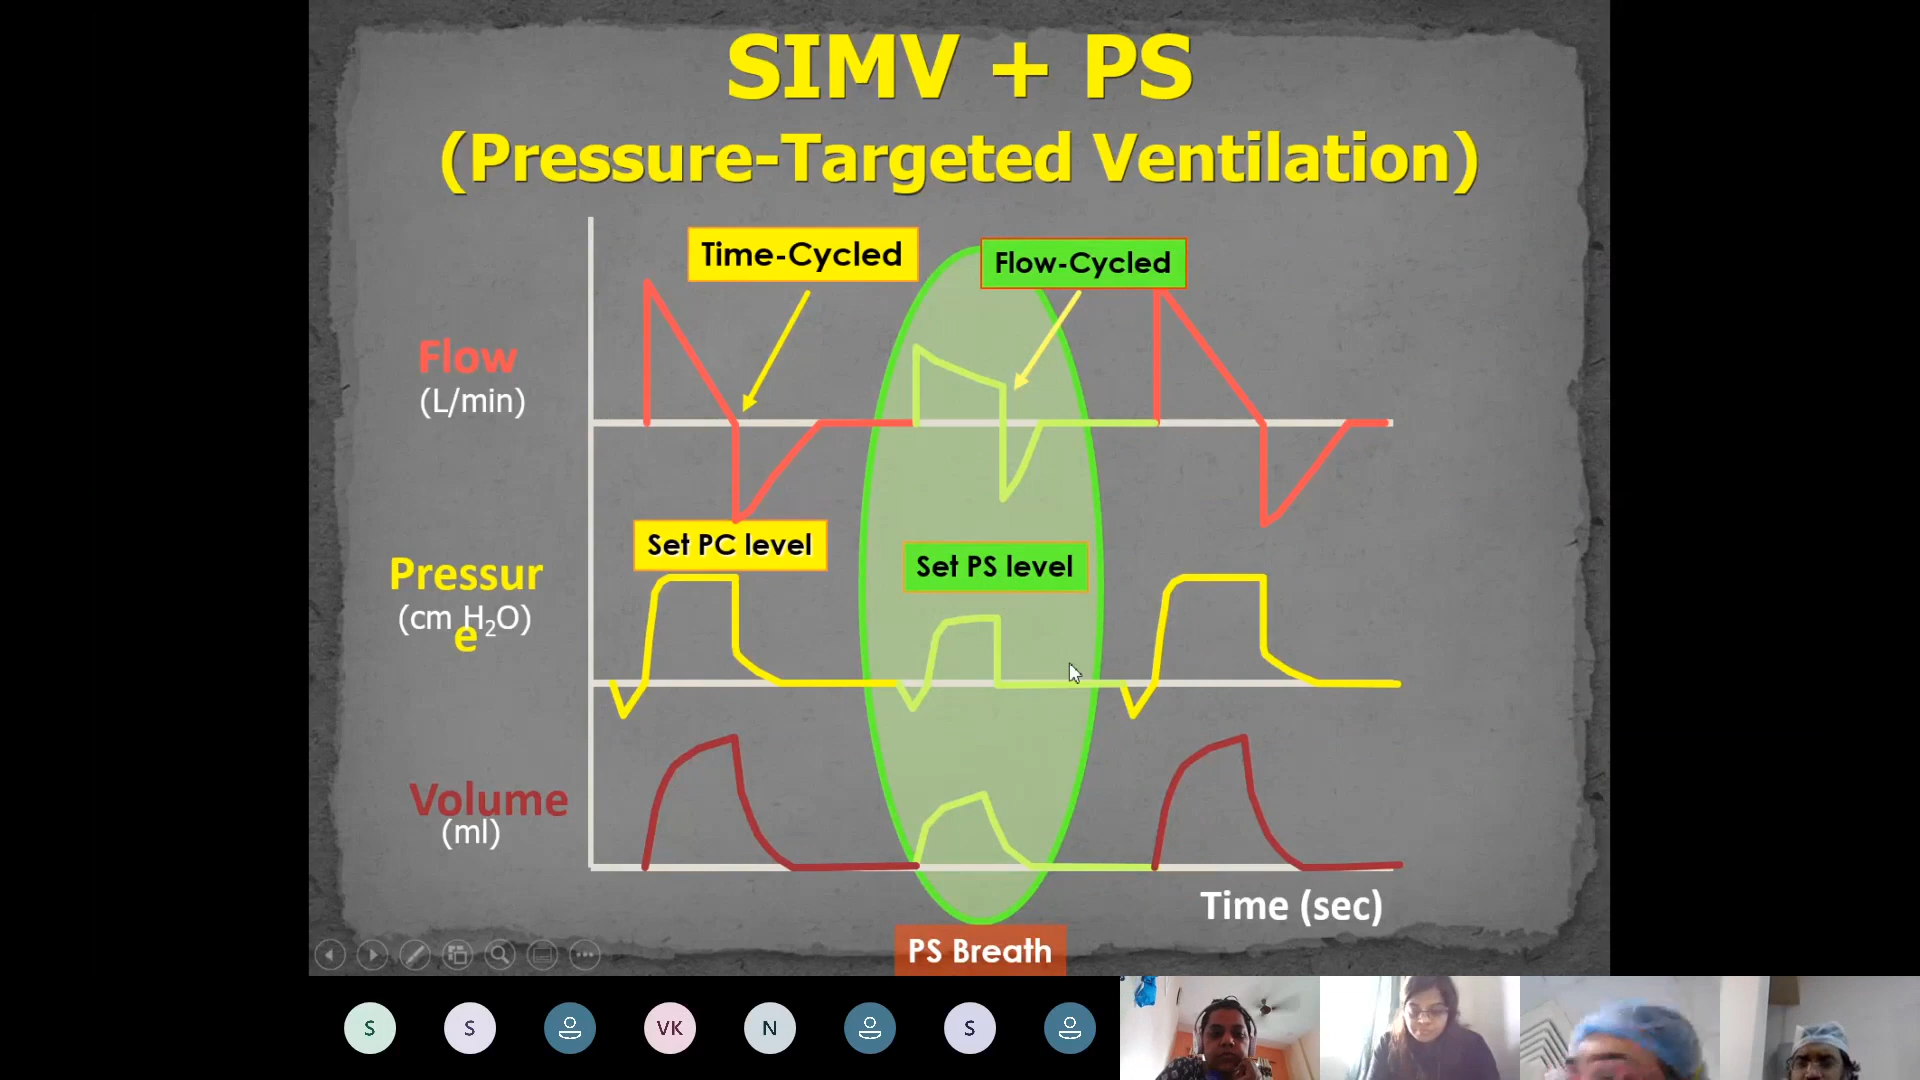 SIMV + PS
(Pressure-Targeted Ventilation)
Time-Cycled
Flow-Cycled
Flow
(L/min)
Set PC level
Set PS level
Pressur
e
(cm H₂O)
Volume
(ml)
Time (sec)
PS Breath
S
S
VK
N
S